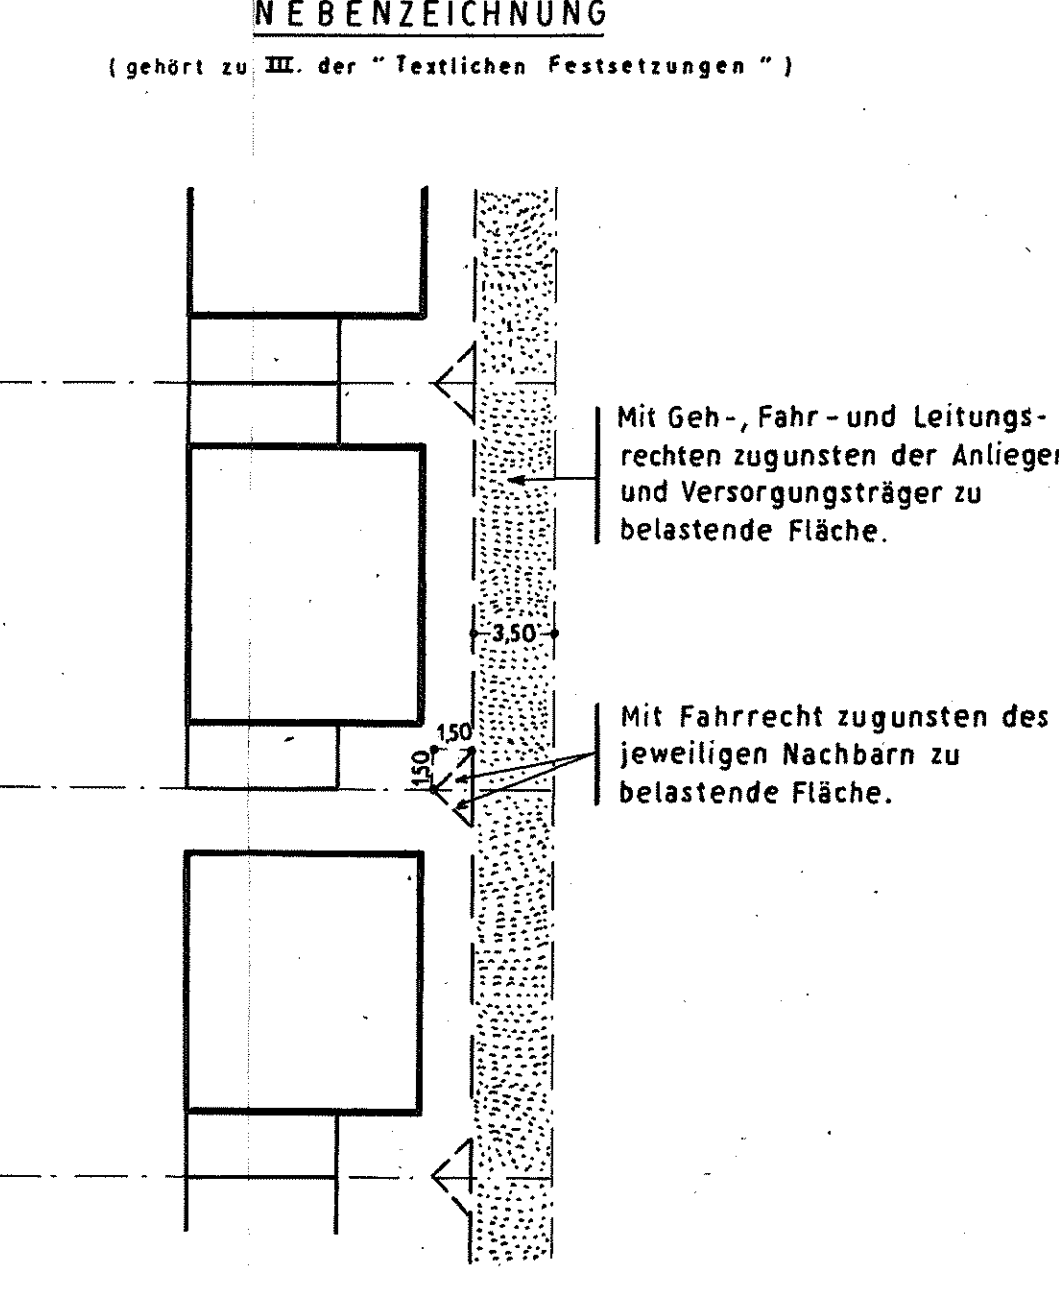 NEBENZEICHNUNG
( gehört zu III. der " Textlichen Festsetzungen " )
Mit Geh-, Fahr- und Leitungs-
rechten zugunsten der Anlieger
und Versorgungsträger zu
belastende Fläche.
3,50
Mit Fahrrecht zugunsten des
jeweiligen Nachbarn zu
belastende Fläche.
1,50
1,50